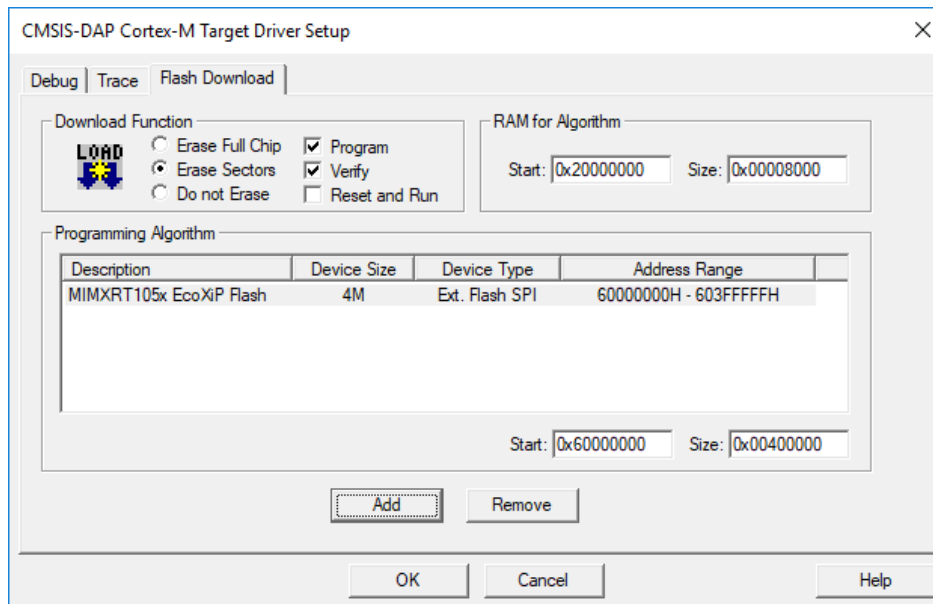 CMSIS-DAP Cortex-M Target Driver Setup
Debug Trace Flash Download
Download Function
LOAD
Erase Full Chip
Erase Sectors
Do not Erase
Program
Verify
Reset and Run
RAM for Algorithm
Start: 0x20000000 Size: 0x00008000
Programming Algorithm
Description Device Size Device Type Address Range
MIMXRT105x EcoXiP Flash 4M Ext. Flash SPI 60000000H - 603FFFFFH
Start: 0x60000000 Size: 0x00400000
Add Remove
OK Cancel Help